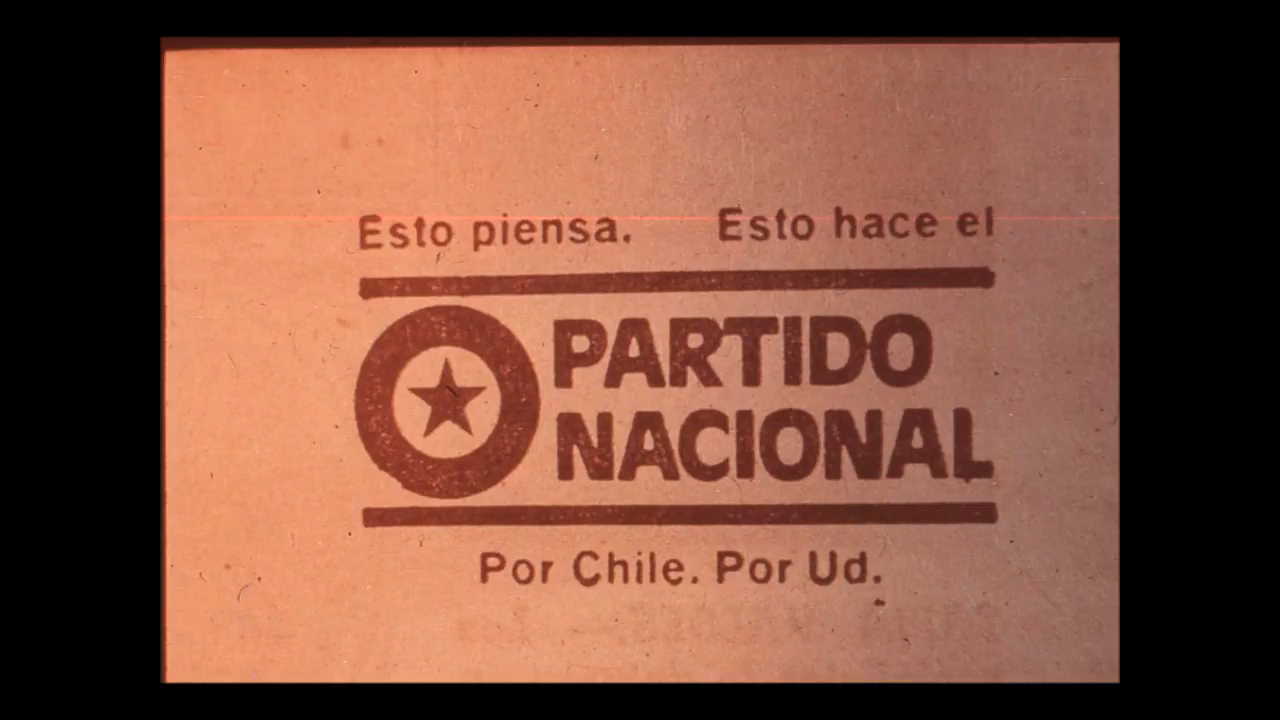 Esto piensa. Esto hace el
PARTIDO
NACIONAL
Por Chile. Por Ud.